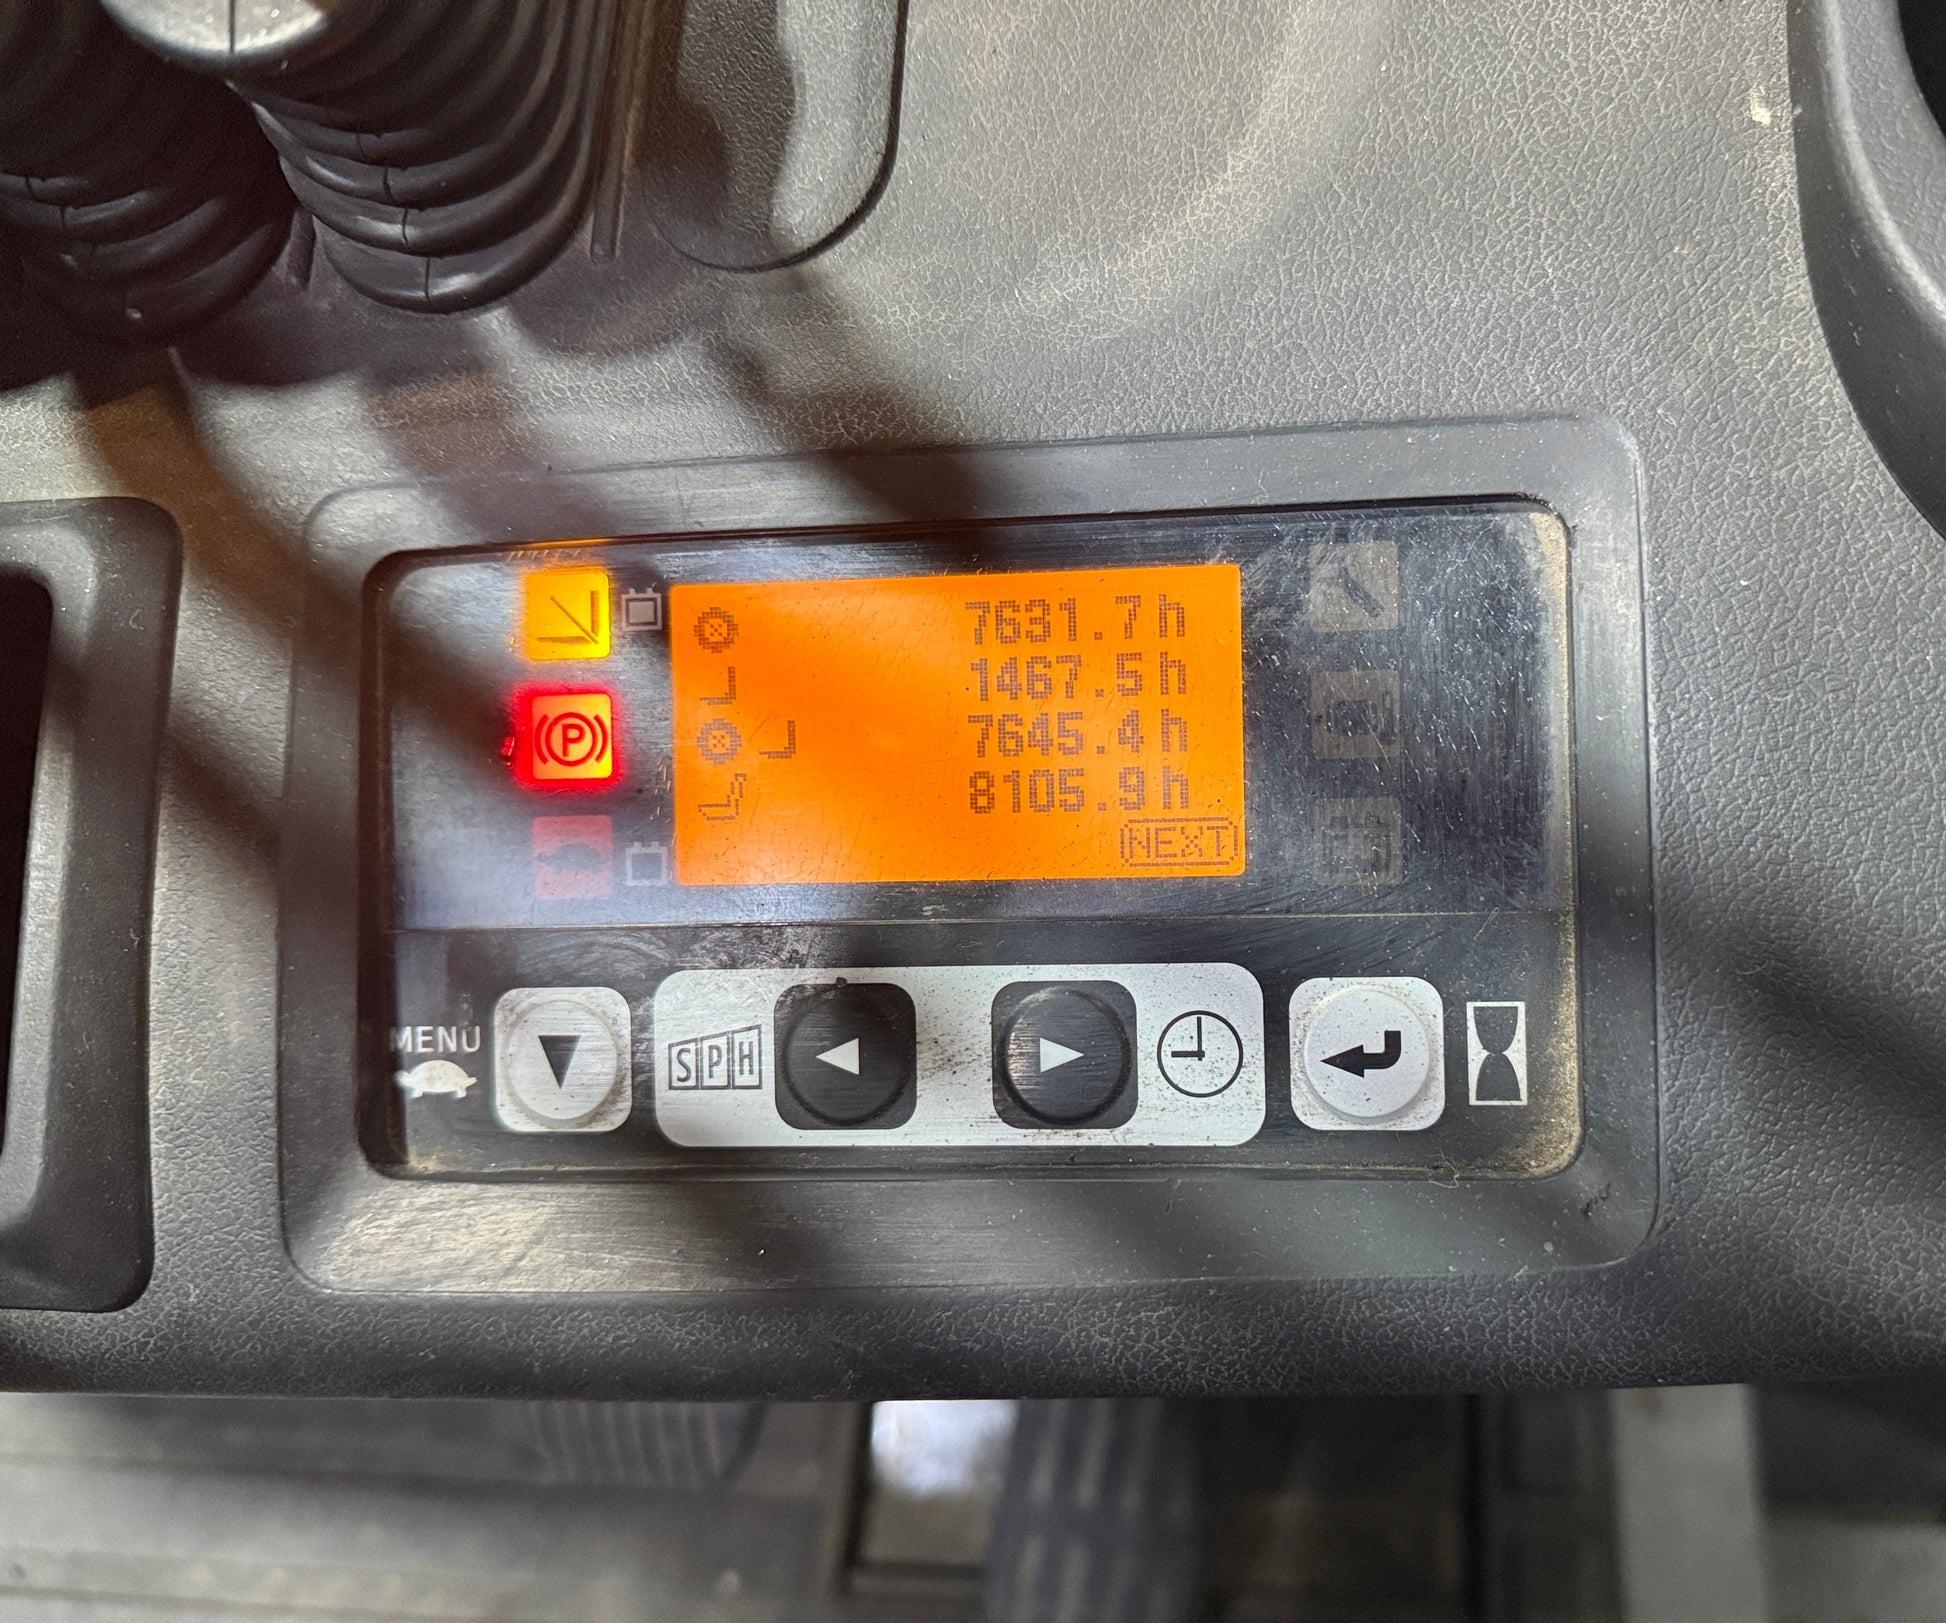 7631.7h
1467.5h
7645.4h
8105.9h
NEXT
P
MENU
SPH